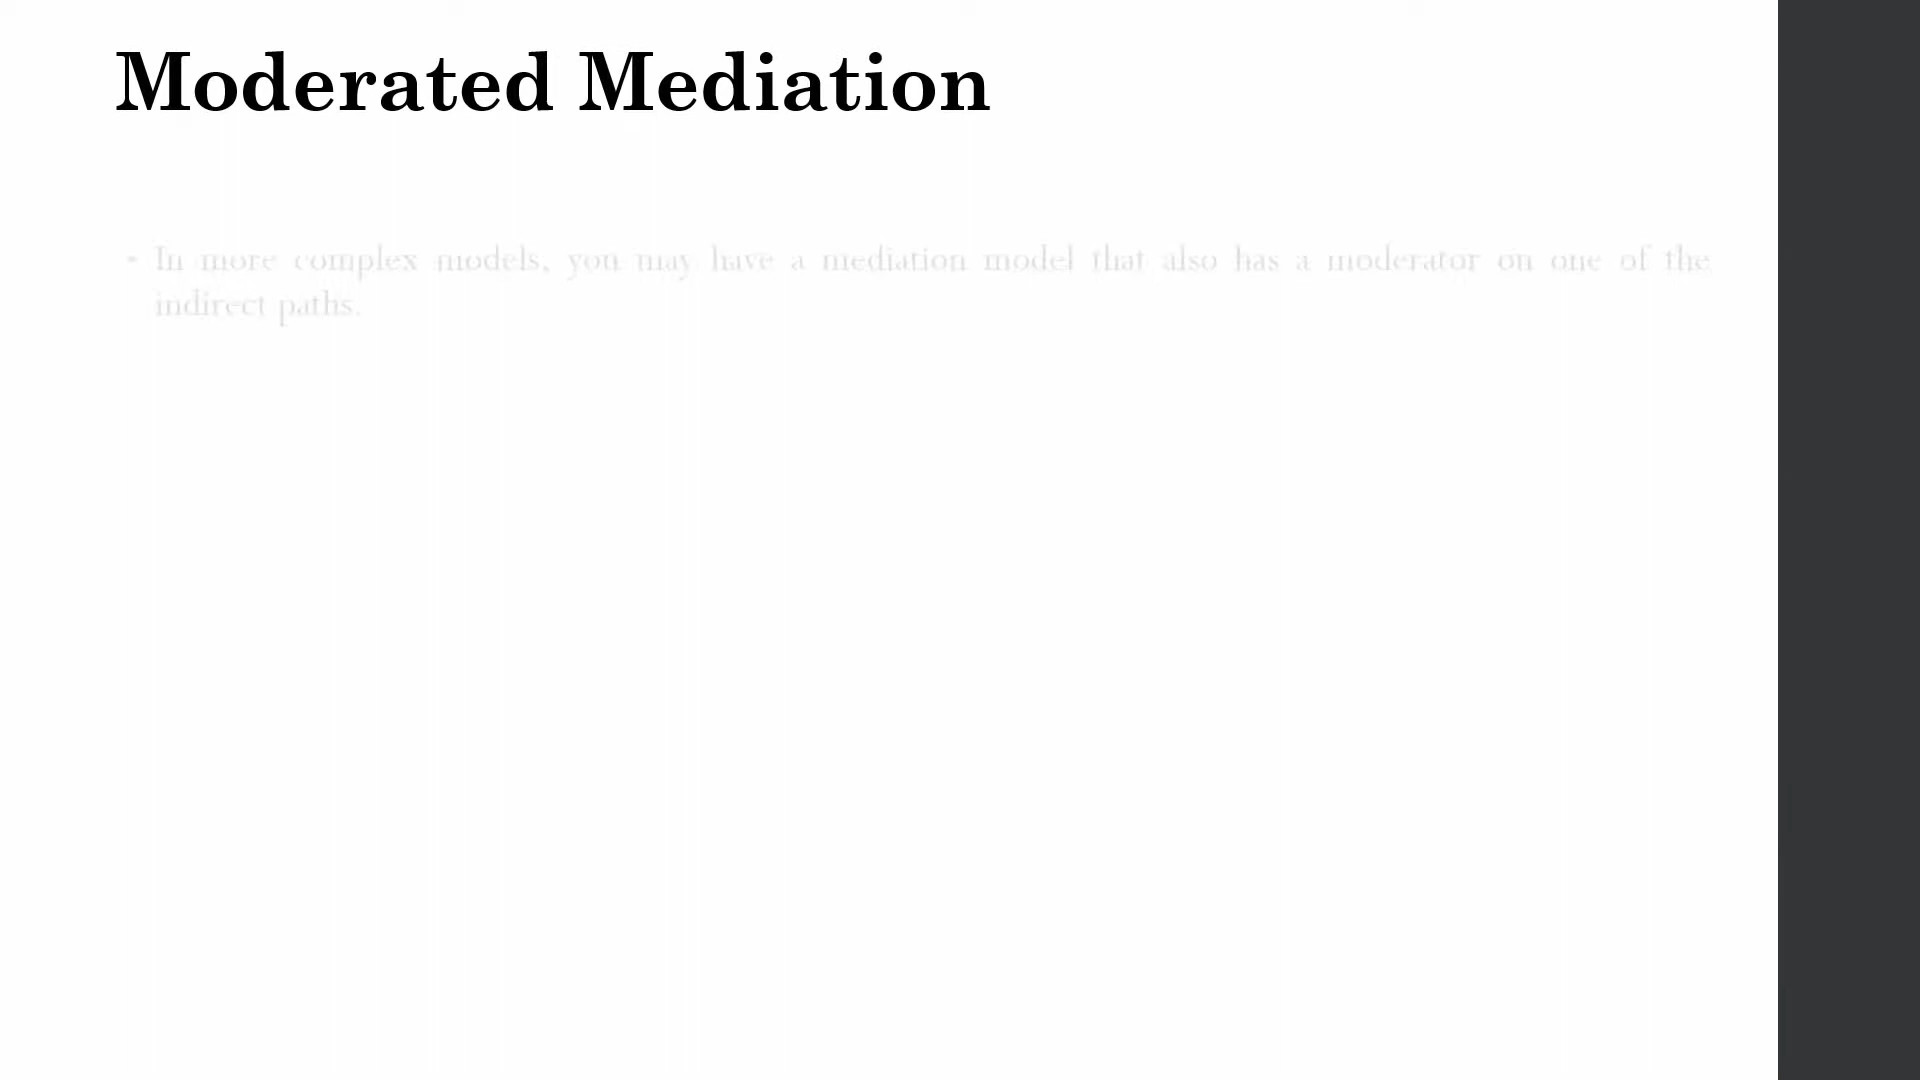 Moderated Mediation
• In more complex models, you may have a mediation model that also has a moderator on one of the
indirect paths.